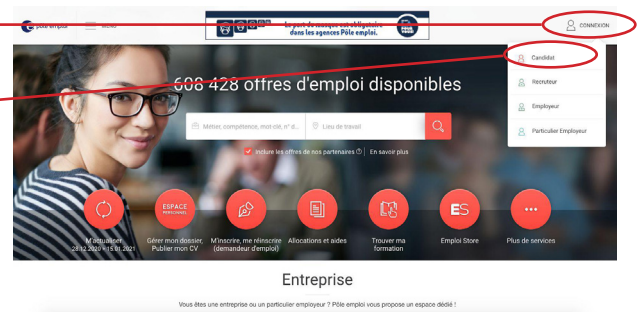 pôle emploi MENU
Le port du masque est obligatoire
dans les agences Pôle emploi.
CONNEXION
Candidat
Recruteur
Employeur
Particulier Employeur
608 428 offres d'emploi disponibles
Métier, compétence, mot-clé, n° d... Lieu de travail
Inclure les offres de nos partenaires | En savoir plus
ESPACE
PERSONNEL
ES
M'actualiser
28.12.2020 > 15.01.2021
Gérer mon dossier,
Publier mon CV
M'inscrire, me réinscrire
(demandeur d'emploi)
Allocations et aides
Trouver ma
formation
Emploi Store
Plus de services
Entreprise
Vous êtes une entreprise ou un particulier employeur ? Pôle emploi vous propose un espace dédié !